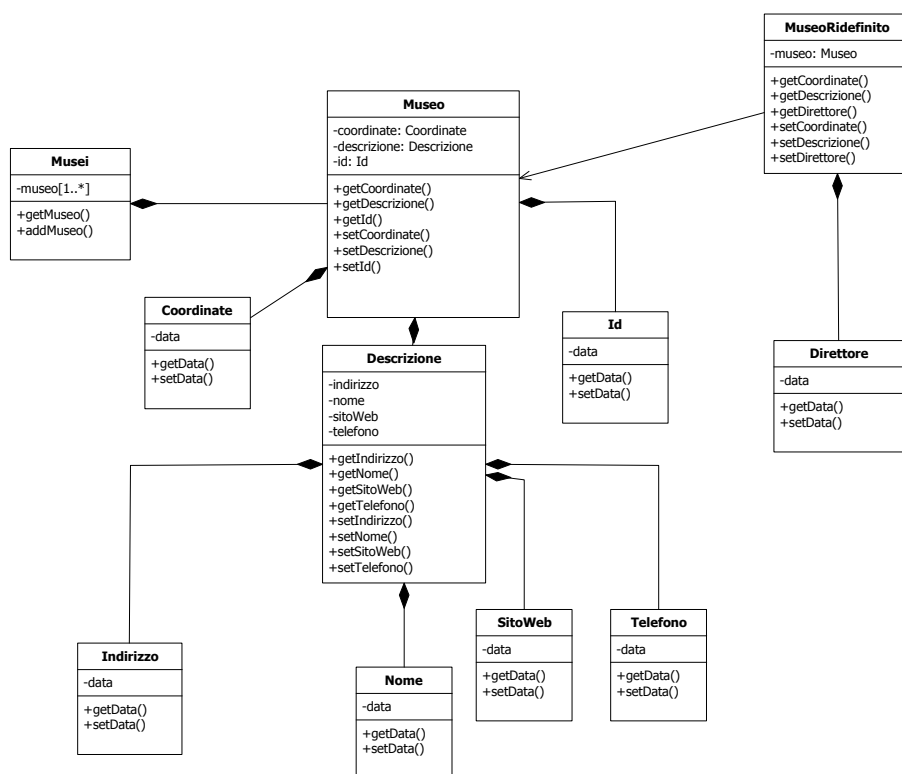 MuseoRidefinito
-museo: Museo
+getCoordinate()
+getDescrizione()
+getDirettore()
+setCoordinate()
+setDescrizione()
+setDirettore()
Museo
-coordinate: Coordinate
-descrizione: Descrizione
-id: Id
+getCoordinate()
+getDescrizione()
+getId()
+setCoordinate()
+setDescrizione()
+setId()
Musei
-museo[1..*]
+getMuseo()
+addMuseo()
Coordinate
-data
+getData()
+setData()
Id
-data
+getData()
+setData()
Direttore
-data
+getData()
+setData()
Descrizione
-indirizzo
-nome
-sitoWeb
-telefono
+getIndirizzo()
+getNome()
+getSitoWeb()
+getTelefono()
+setIndirizzo()
+setNome()
+setSitoWeb()
+setTelefono()
Indirizzo
-data
+getData()
+setData()
Nome
-data
+getData()
+setData()
SitoWeb
-data
+getData()
+setData()
Telefono
-data
+getData()
+setData()